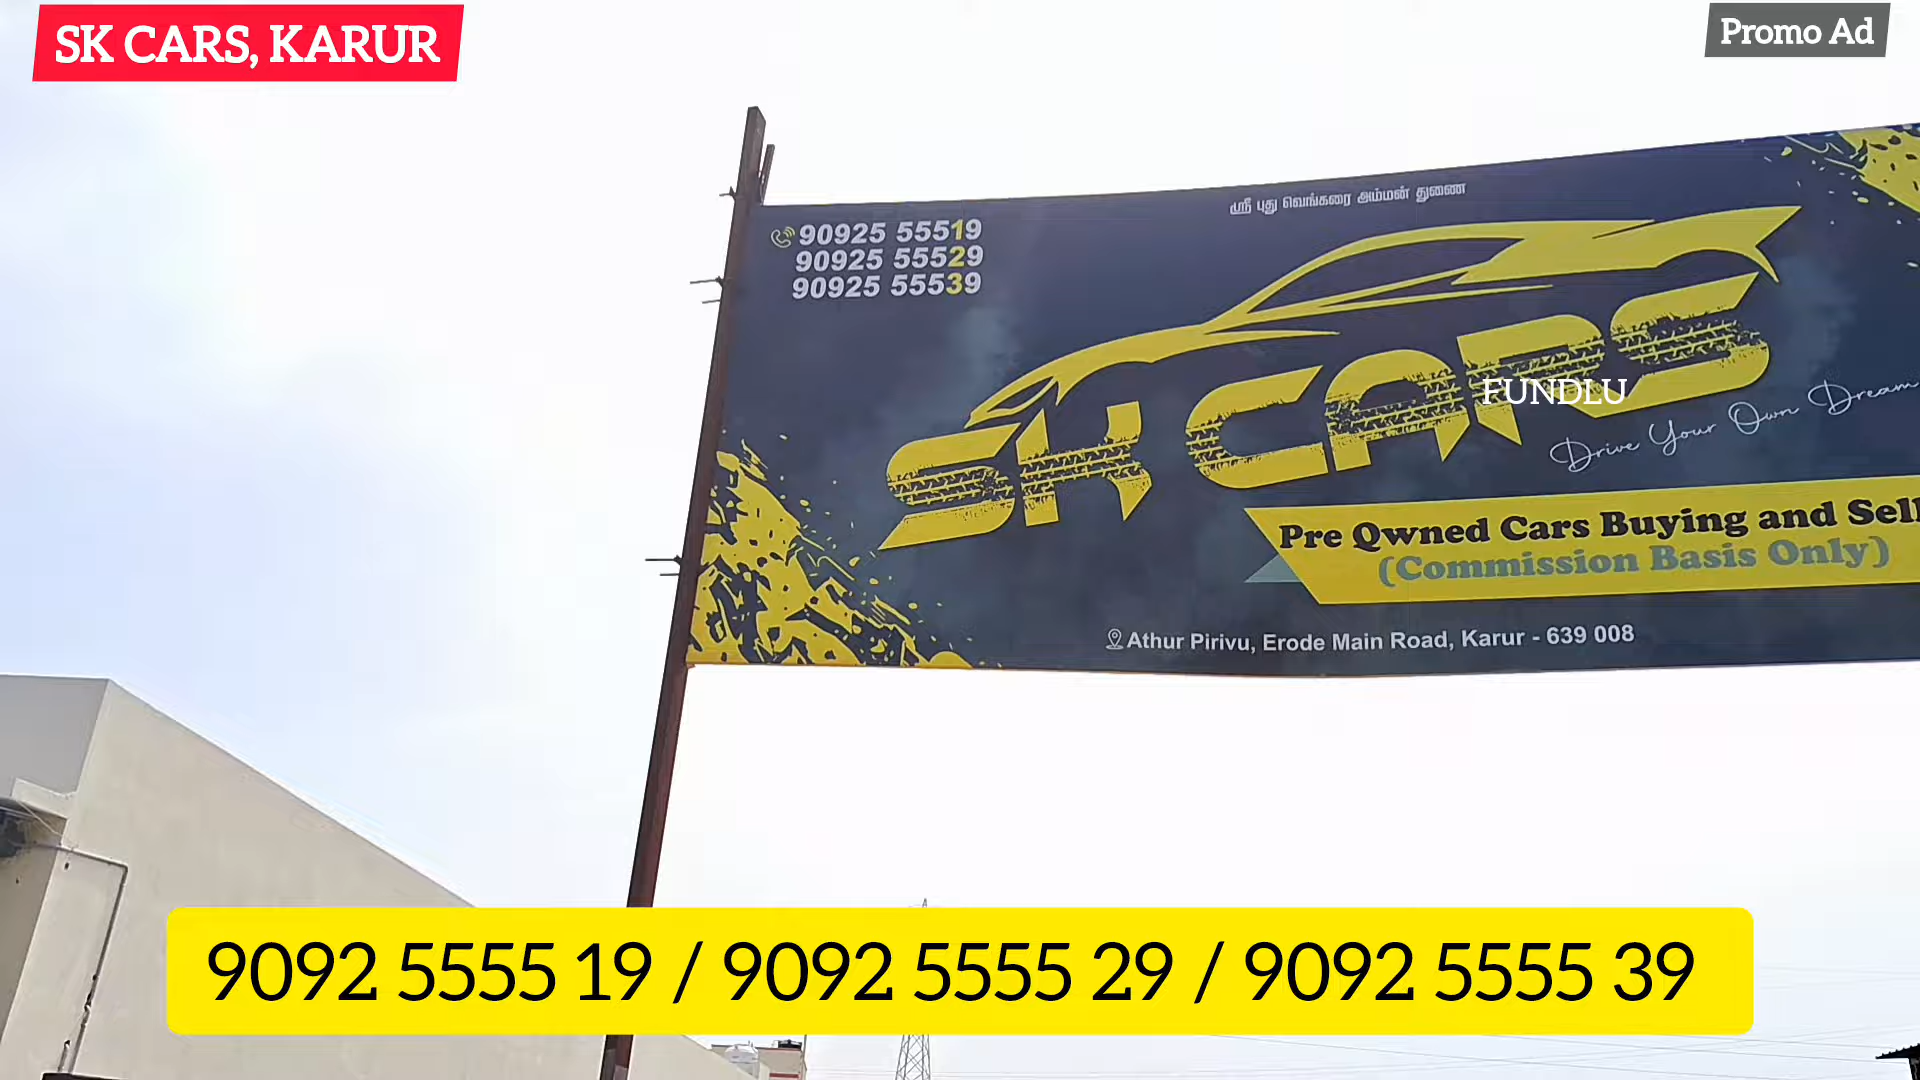 SK CARS, KARUR
Promo Ad
ஸ்ரீ புது வெங்கரை அம்மன் துணை
90925 55519
90925 55529
90925 55539
SK CARS
FUNDLU
Drive Your Own Dream
Pre Qwned Cars Buying and Sell
(Commission Basis Only)
Athur Pirivu, Erode Main Road, Karur - 639 008
9092 5555 19 / 9092 5555 29 / 9092 5555 39